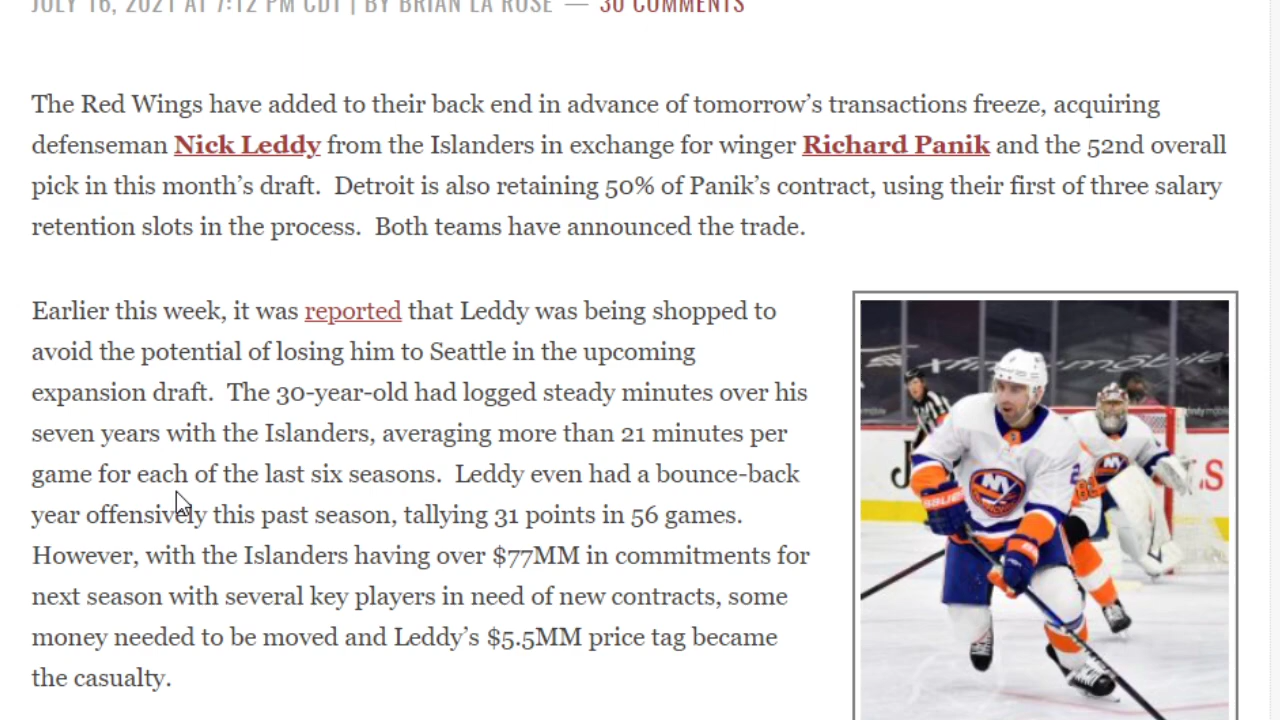 JULY 16, 2021 AT 7:12 PM CDT | BY BRIAN LA ROSE — 30 COMMENTS
The Red Wings have added to their back end in advance of tomorrow’s transactions freeze, acquiring
defenseman Nick Leddy from the Islanders in exchange for winger Richard Panik and the 52nd overall
pick in this month’s draft.  Detroit is also retaining 50% of Panik’s contract, using their first of three salary
retention slots in the process.  Both teams have announced the trade.
Earlier this week, it was reported that Leddy was being shopped to
avoid the potential of losing him to Seattle in the upcoming
expansion draft.  The 30-year-old had logged steady minutes over his
seven years with the Islanders, averaging more than 21 minutes per
game for each of the last six seasons.  Leddy even had a bounce-back
year offensively this past season, tallying 31 points in 56 games.
However, with the Islanders having over $77MM in commitments for
next season with several key players in need of new contracts, some
money needed to be moved and Leddy’s $5.5MM price tag became
the casualty.
NY